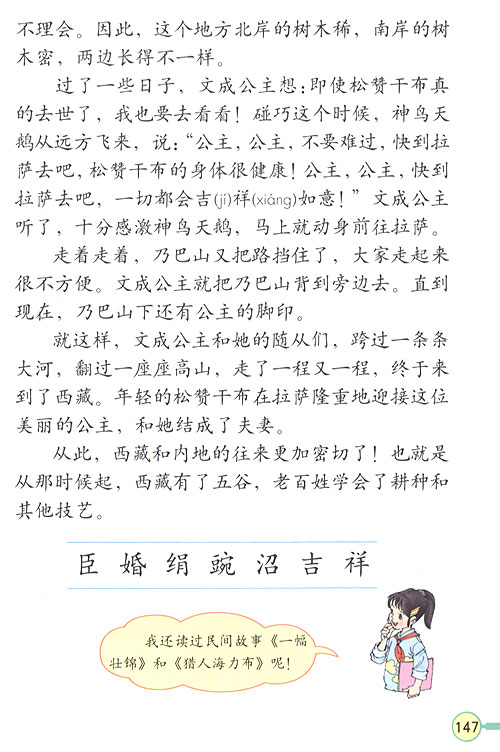 不理会。因此，这个地方北岸的树木稀，南岸的树
木密，两边长得不一样。
过了一些日子，文成公主想：即使松赞干布真
的去世了，我也要去看看！碰巧这个时候，神鸟天
鹅从远方飞来，说：“公主，公主，不要难过，快到拉
萨去吧，松赞干布的身体很健康！公主，公主，快到
拉萨去吧，一切都会吉(jí)祥(xiáng)如意！”文成公主
听了，十分感激神鸟天鹅，马上就动身前往拉萨。
走着走着，乃巴山又把路挡住了，大家走起来
很不方便。文成公主就把乃巴山背到旁边去。直到
现在，乃巴山下还有公主的脚印。
就这样，文成公主和她的随从们，跨过一条条
大河，翻过一座座高山，走了一程又一程，终于来
到了西藏。年轻的松赞干布在拉萨隆重地迎接这位
美丽的公主，和她结成了夫妻。
从此，西藏和内地的往来更加密切了！也就是
从那时候起，西藏有了五谷，老百姓学会了耕种和
其他技艺。
臣 婚 绢 豌 沼 吉 祥
我还读过民间故事《一幅
壮锦》和《猎人海力布》呢！
147